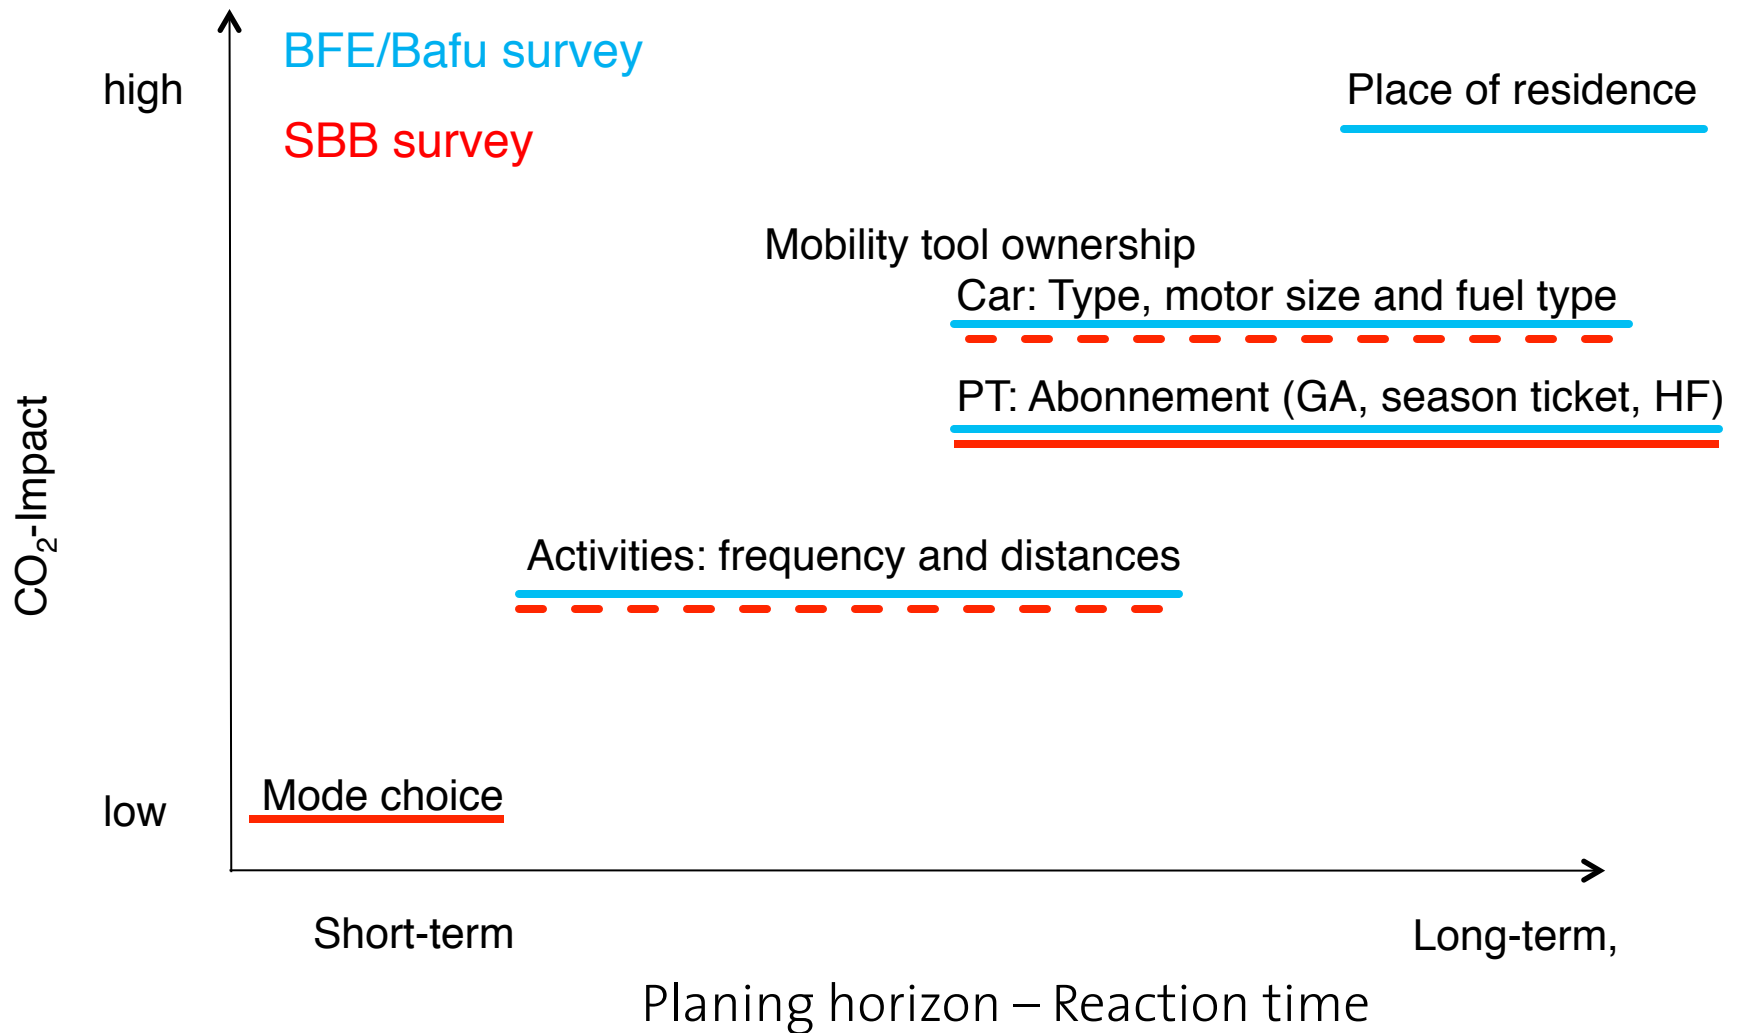 BFE/Bafu survey
high
Place of residence
SBB survey
Mobility tool ownership
Car: Type, motor size and fuel type
PT: Abonnement (GA, season ticket, HF)
CO₂-Impact
Activities: frequency and distances
Mode choice
low
Short-term
Long-term,
Planing horizon – Reaction time